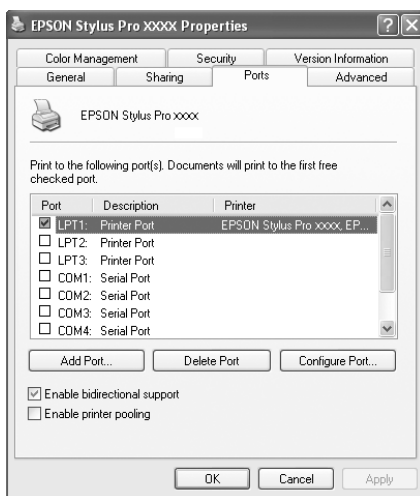 EPSON Stylus Pro XXXX Properties
Color Management Security Version Information
General Sharing Ports Advanced
EPSON Stylus Pro xxxx
Print to the following port(s). Documents will print to the first free
checked port.
Port Description Printer
LPT1: Printer Port EPSON Stylus Pro xxxx, EP...
LPT2: Printer Port
LPT3: Printer Port
COM1: Serial Port
COM2: Serial Port
COM3: Serial Port
COM4: Serial Port
Add Port... Delete Port Configure Port...
Enable bidirectional support
Enable printer pooling
OK Cancel Apply